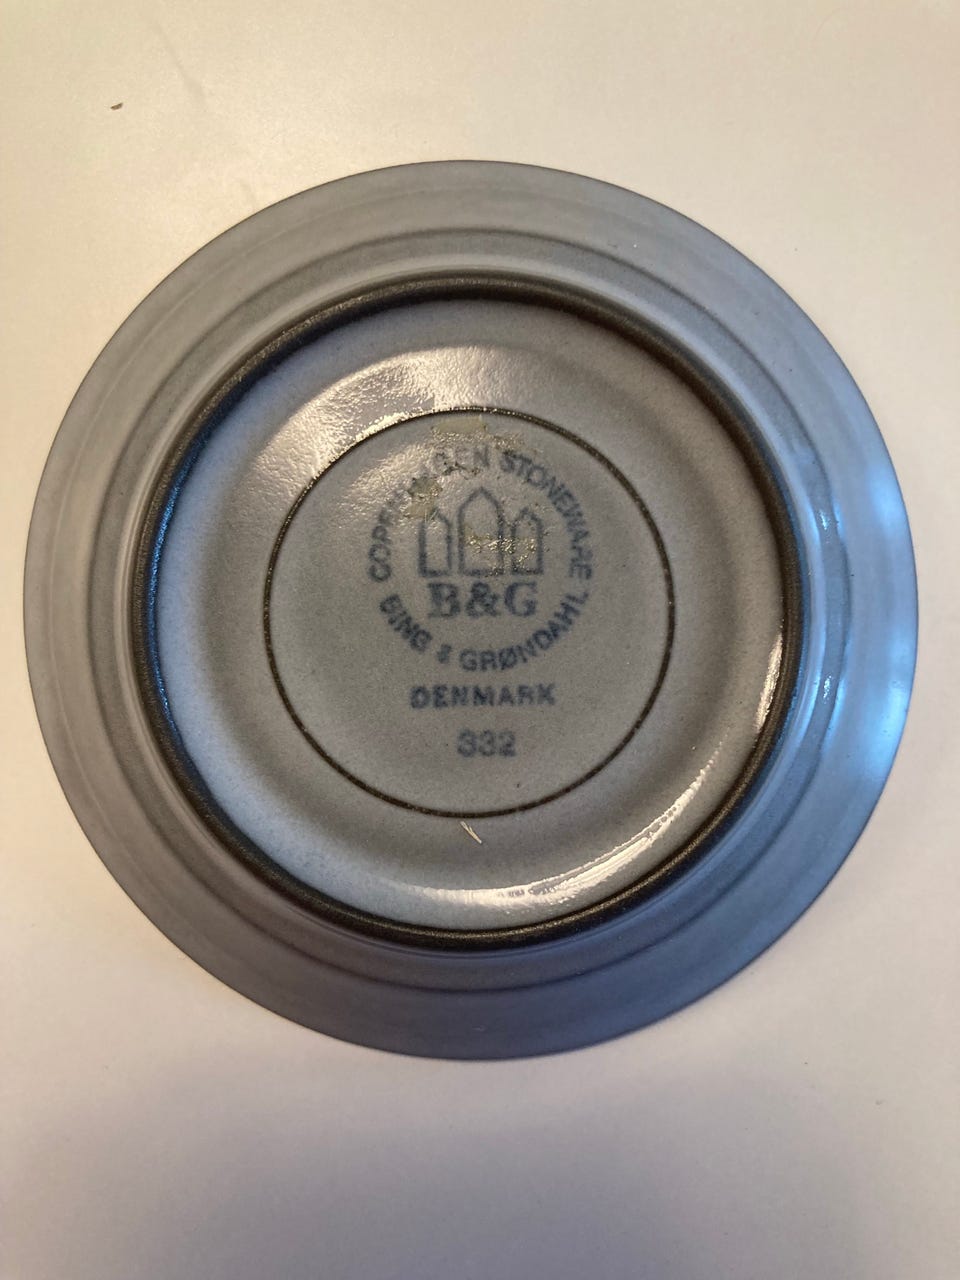 COPENHAGEN STONEWARE
B&G
BING & GRØNDAHL
DENMARK
332